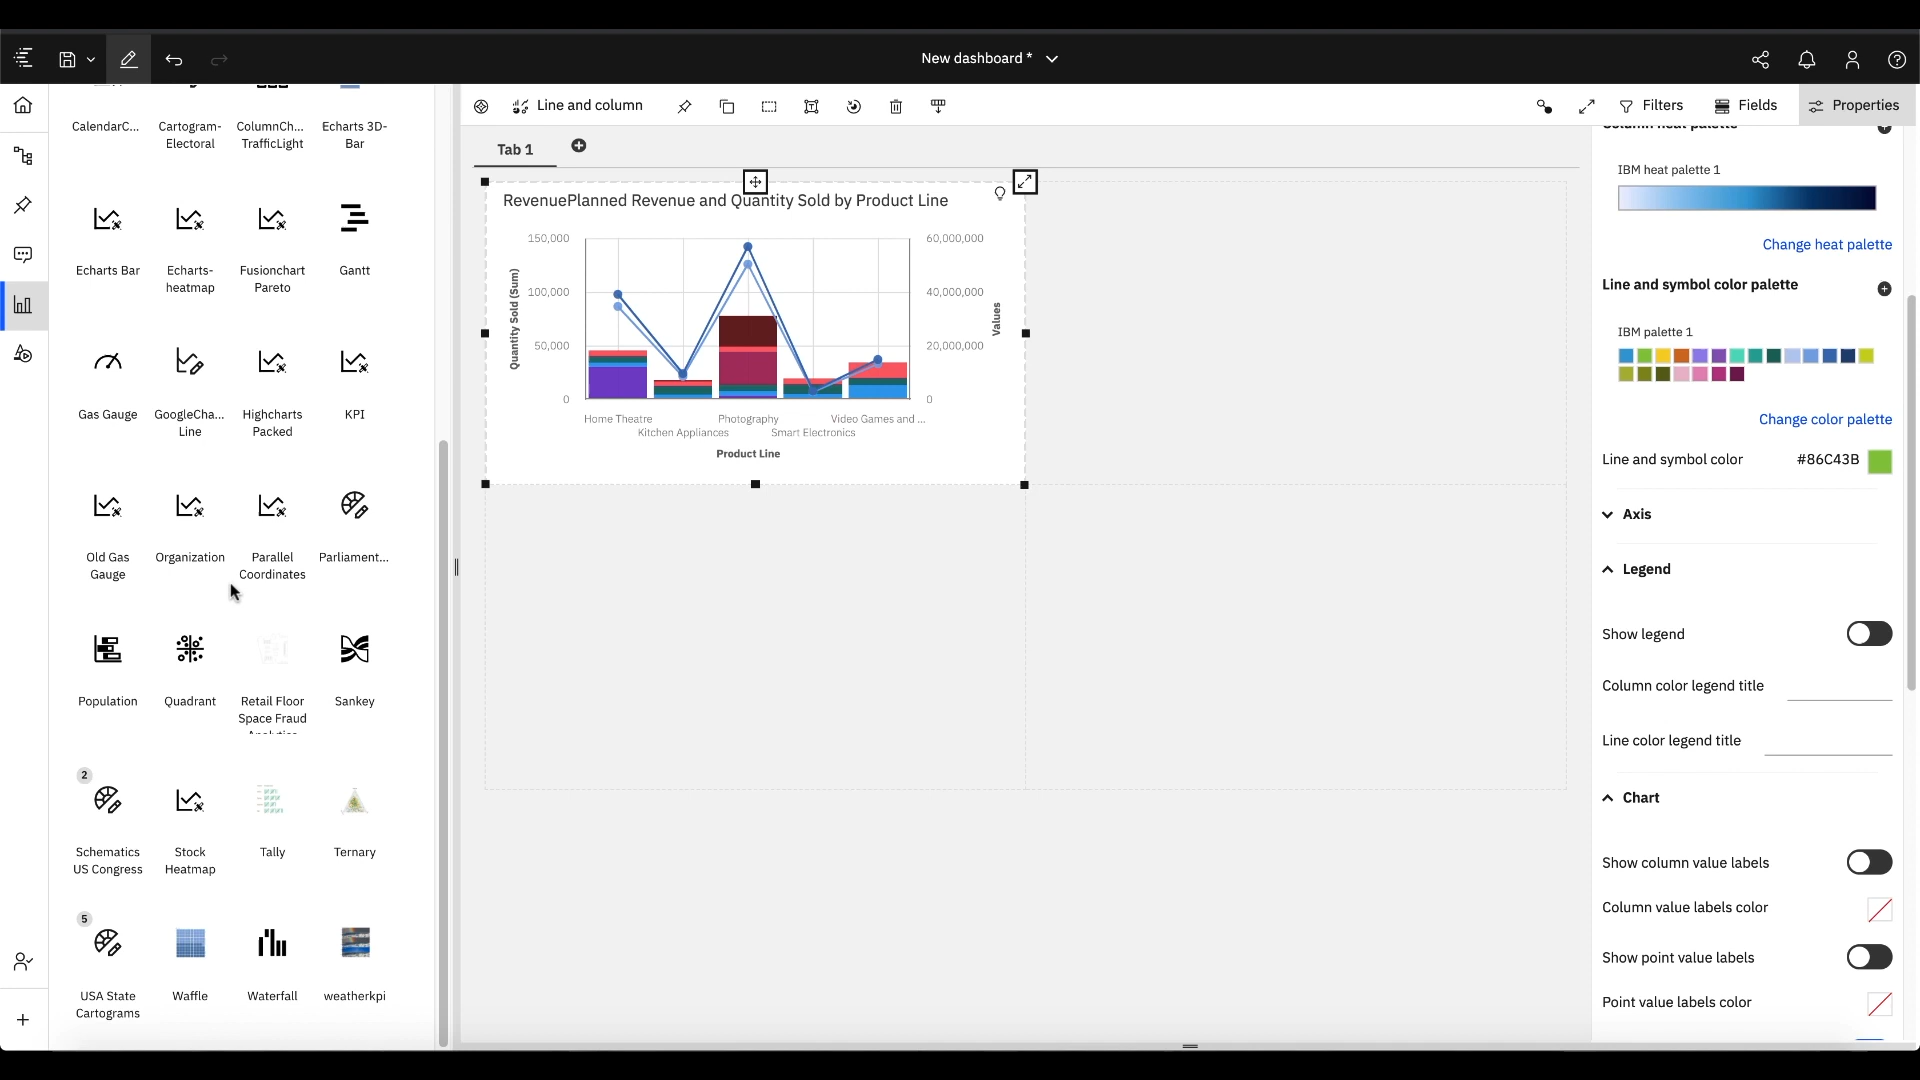 New dashboard *
Line and column
Filters
Fields
Properties
Tab 1
CalendarC...
Cartogram-
Electoral
ColumnCh...
TrafficLight
Echarts 3D-
Bar
Echarts Bar
Echarts-
heatmap
Fusionchart
Pareto
Gantt
Gas Gauge
GoogleCha...
Line
Highcharts
Packed
KPI
Old Gas
Gauge
Organization
Parallel
Coordinates
Parliament...
Population
Quadrant
Retail Floor
Space Fraud
Analytics
Sankey
2
Schematics
US Congress
Stock
Heatmap
Tally
Ternary
5
USA State
Cartograms
Waffle
Waterfall
weatherkpi
RevenuePlanned Revenue and Quantity Sold by Product Line
150,000
100,000
50,000
0
Quantity Sold (Sum)
60,000,000
40,000,000
20,000,000
0
Values
Home Theatre
Kitchen Appliances
Photography
Smart Electronics
Video Games and ...
Product Line
Column heat palette
IBM heat palette 1
Change heat palette
Line and symbol color palette
IBM palette 1
Change color palette
Line and symbol color
#86C43B
Axis
Legend
Show legend
Column color legend title
Line color legend title
Chart
Show column value labels
Column value labels color
Show point value labels
Point value labels color